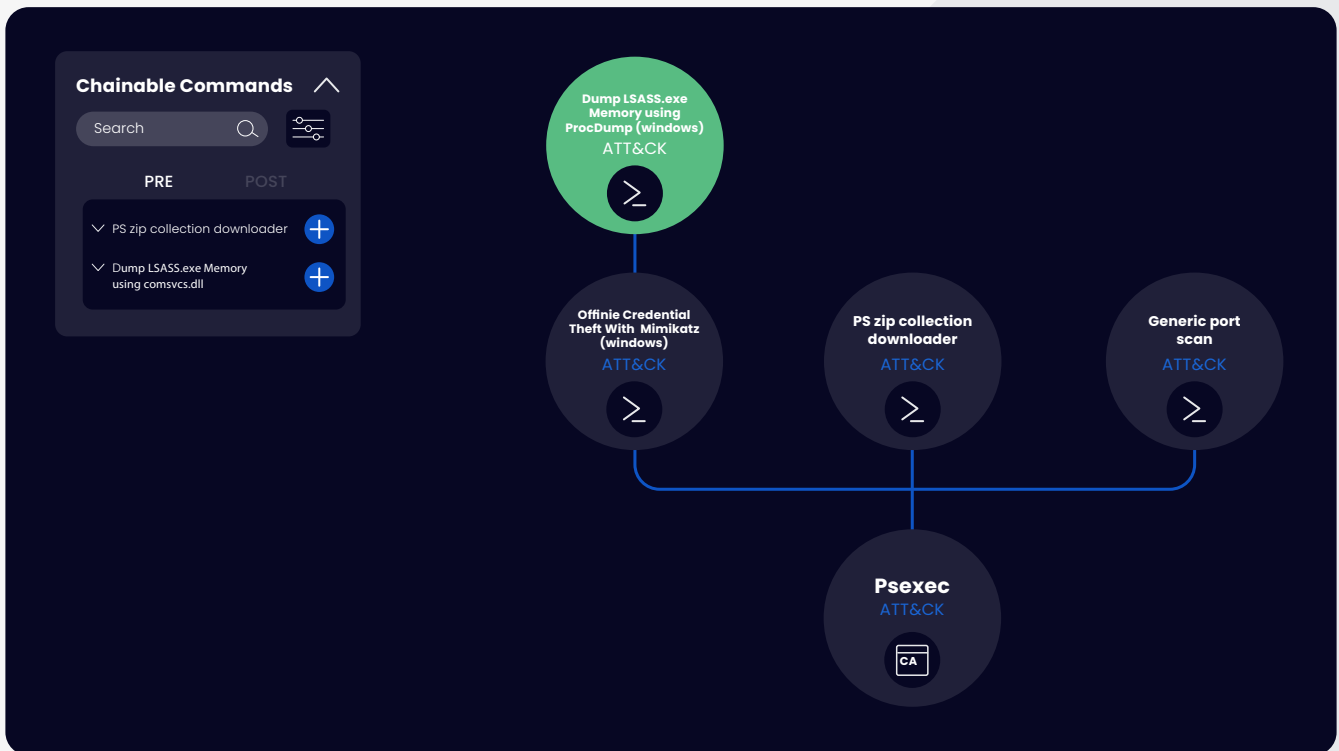 Chainable Commands
Search
PRE
POST
PS zip collection downloader
Dump LSASS.exe Memory
using comsvcs.dll
Dump LSASS.exe
Memory using
ProcDump (windows)
ATT&CK
Offinie Credential
Theft With Mimikatz
(windows)
ATT&CK
PS zip collection
downloader
ATT&CK
Generic port
scan
ATT&CK
Psexec
ATT&CK
CA